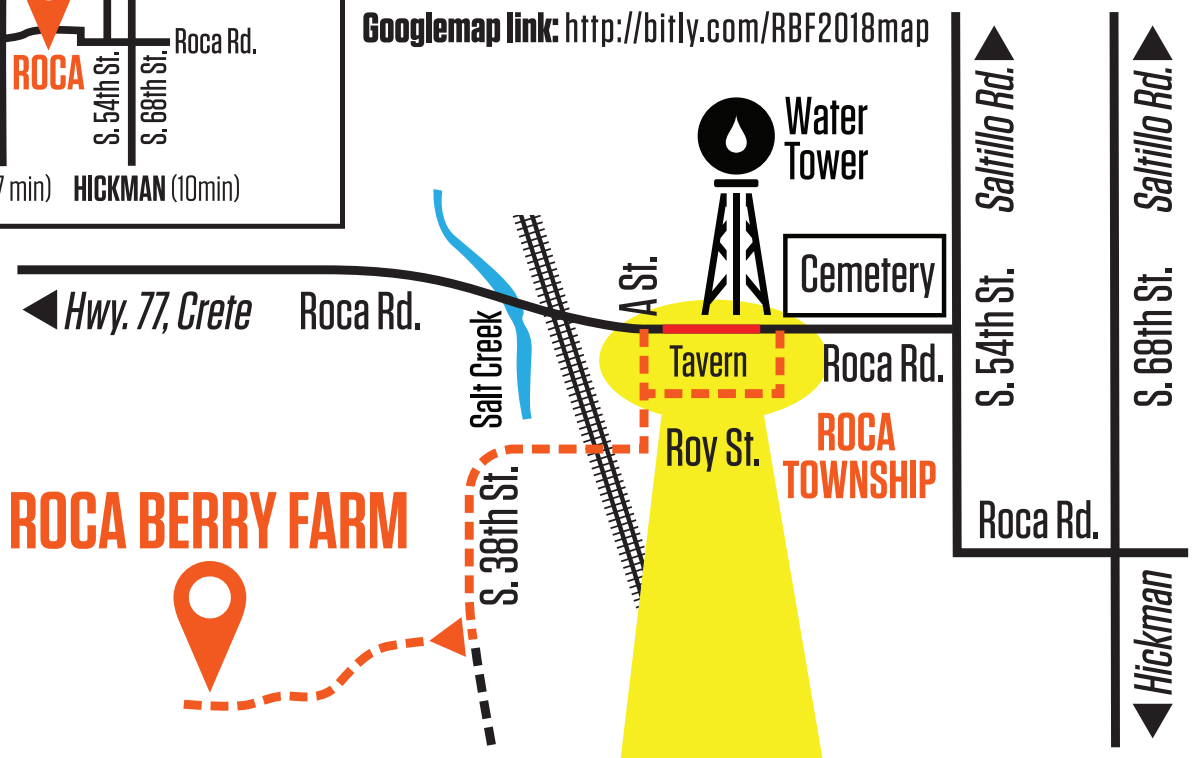 Googlemap link: http://bitly.com/RBF2018map
Roca Rd.
ROCA
S. 54th St.
S. 68th St.
7 min) HICKMAN (10min)
Water
Tower
Saltillo Rd.
Saltillo Rd.
A St.
Cemetery
Hwy. 77, Crete
Roca Rd.
Salt Creek
Tavern
Roca Rd.
S. 54th St.
S. 68th St.
Roy St.
ROCA
TOWNSHIP
ROCA BERRY FARM
S. 38th St.
Roca Rd.
Hickman